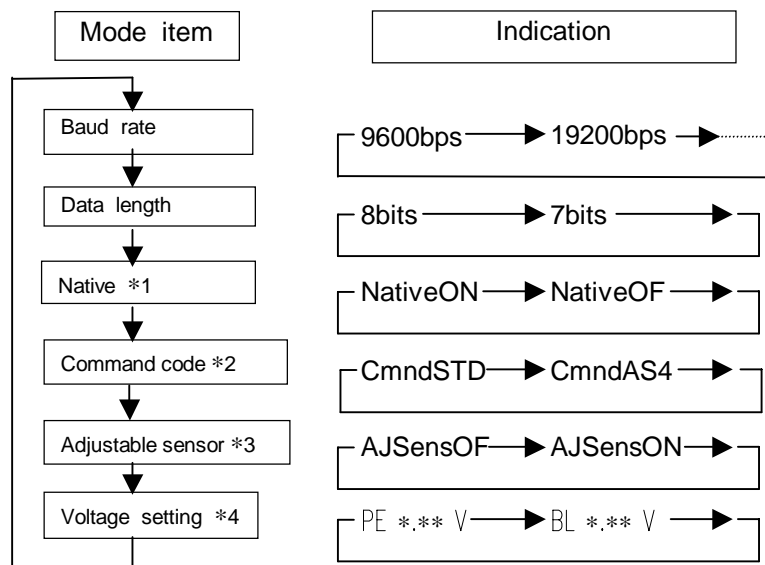 Mode item
Indication
Baud rate
9600bps 19200bps
Data length
8bits 7bits
Native *1
NativeON NativeOF
Command code *2
CmndSTD CmndAS4
Adjustable sensor *3
AJSensOF AJSensON
Voltage setting *4
PE *.** V BL *.** V